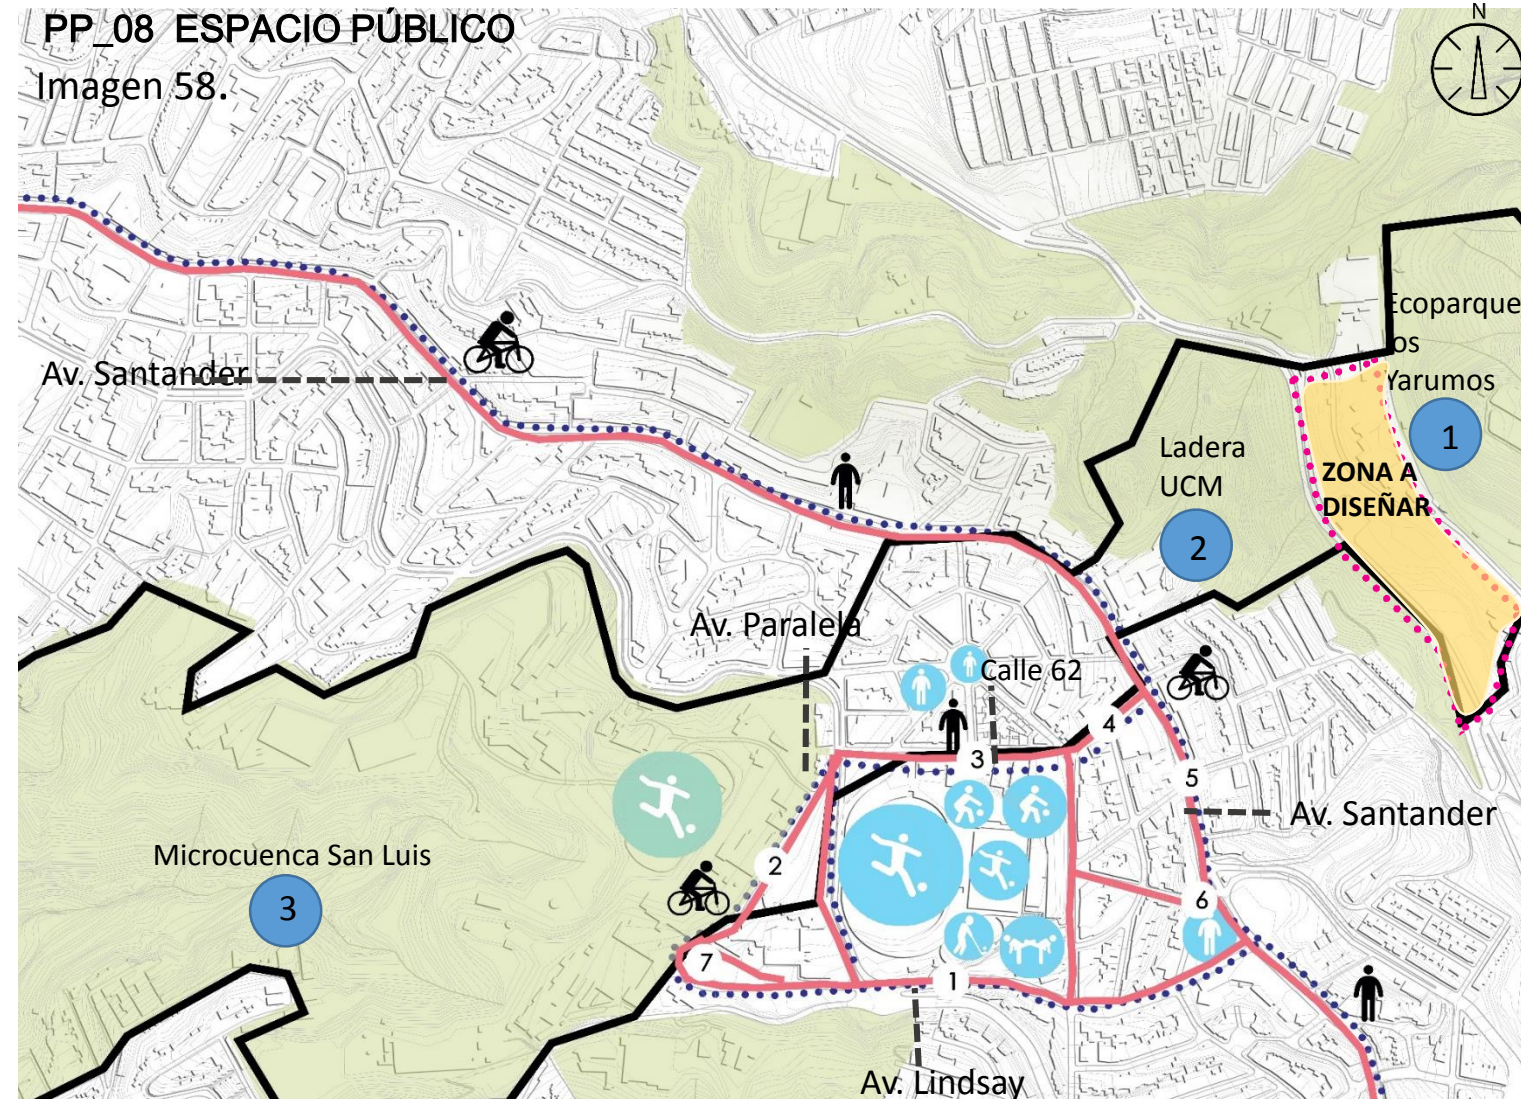 PP_08 ESPACIO PÚBLICO
Imagen 58.
N
Ecoparque
los
Yarumos
1
Av. Santander
Ladera
UCM
2
ZONA A
DISEÑAR
Av. Paralela
Calle 62
4
3
5
Av. Santander
Microcuenca San Luis
3
2
6
7
1
Av. Lindsay